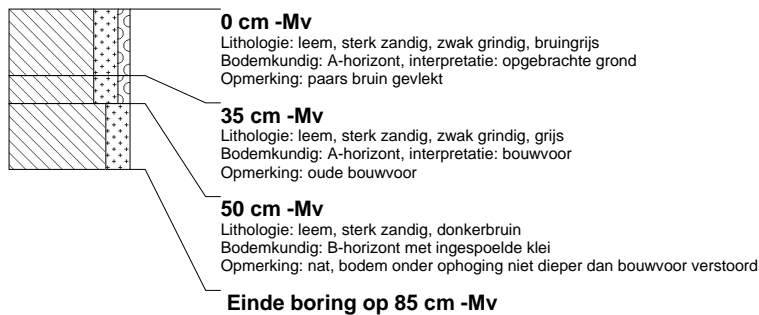 0 cm -Mv
Lithologie: leem, sterk zandig, zwak grindig, bruingrijs
Bodemkundig: A-horizont, interpretatie: opgebrachte grond
Opmerking: paars bruin gevlekt
35 cm -Mv
Lithologie: leem, sterk zandig, zwak grindig, grijs
Bodemkundig: A-horizont, interpretatie: bouwvoor
Opmerking: oude bouwvoor
50 cm -Mv
Lithologie: leem, sterk zandig, donkerbruin
Bodemkundig: B-horizont met ingespoelde klei
Opmerking: nat, bodem onder ophoging niet dieper dan bouwvoor verstoord
Einde boring op 85 cm -Mv